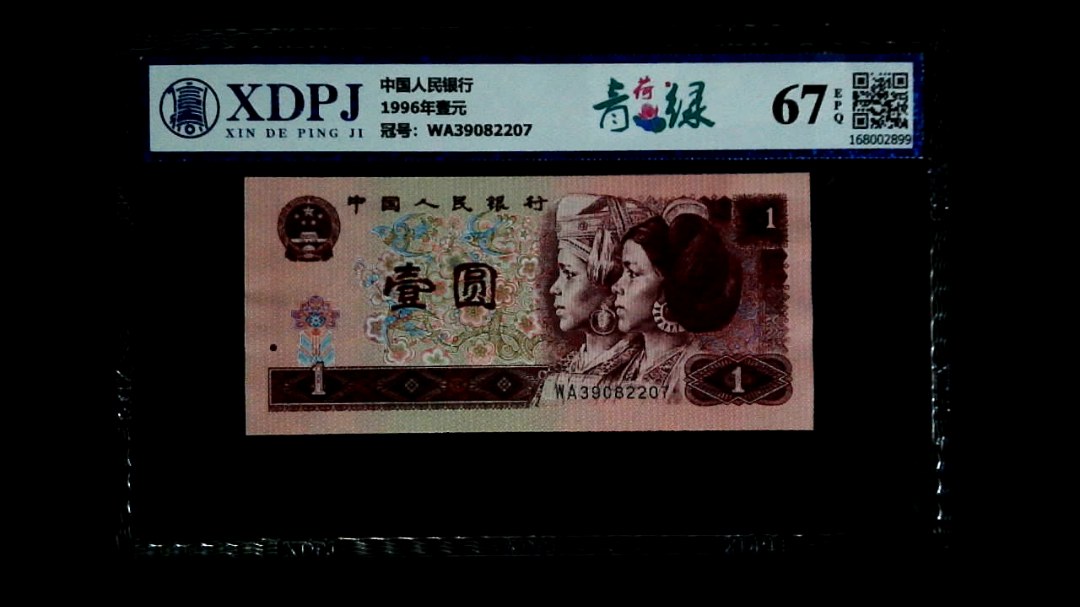 XDPJ
XIN DE PING JI
中国人民银行
1996年壹元
冠号：WA39082207
青荷绿
67
EPQ
168002899
中国人民银行
1
壹圆
1
WA39082207
1